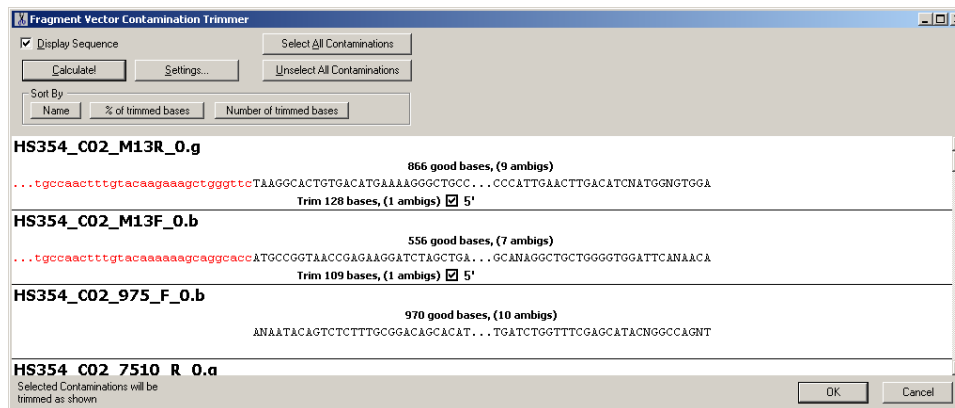 Fragment Vector Contamination Trimmer
Display Sequence
Select All Contaminations
Calculate!
Settings...
Unselect All Contaminations
Sort By
Name
% of trimmed bases
Number of trimmed bases
HS354_C02_M13R_0.g
866 good bases, (9 ambigs)
...tgccaactttgtacaagaaagctgggttcTAAGGCACTGTGACATGAAAAGGGCTGCC...CCCATTGAACTTGACATCNATGGNGTGGA
Trim 128 bases, (1 ambigs) 5'
HS354_C02_M13F_0.b
556 good bases, (7 ambigs)
...tgccaactttgtacaaaaaagcaggcaccATGCCGGTAACCGAGAAGGATCTAGCTGA...GCANAGGCTGCTGGGGTGGATTCANAACA
Trim 109 bases, (1 ambigs) 5'
HS354_C02_975_F_0.b
970 good bases, (10 ambigs)
ANAATACAGTCTCTTTGCGGACAGCACAT...TGATCTGGTTTCGAGCATACNGGCCAGNT
HS354_C02_7510_R_0.g
Selected Contaminations will be
trimmed as shown
OK
Cancel